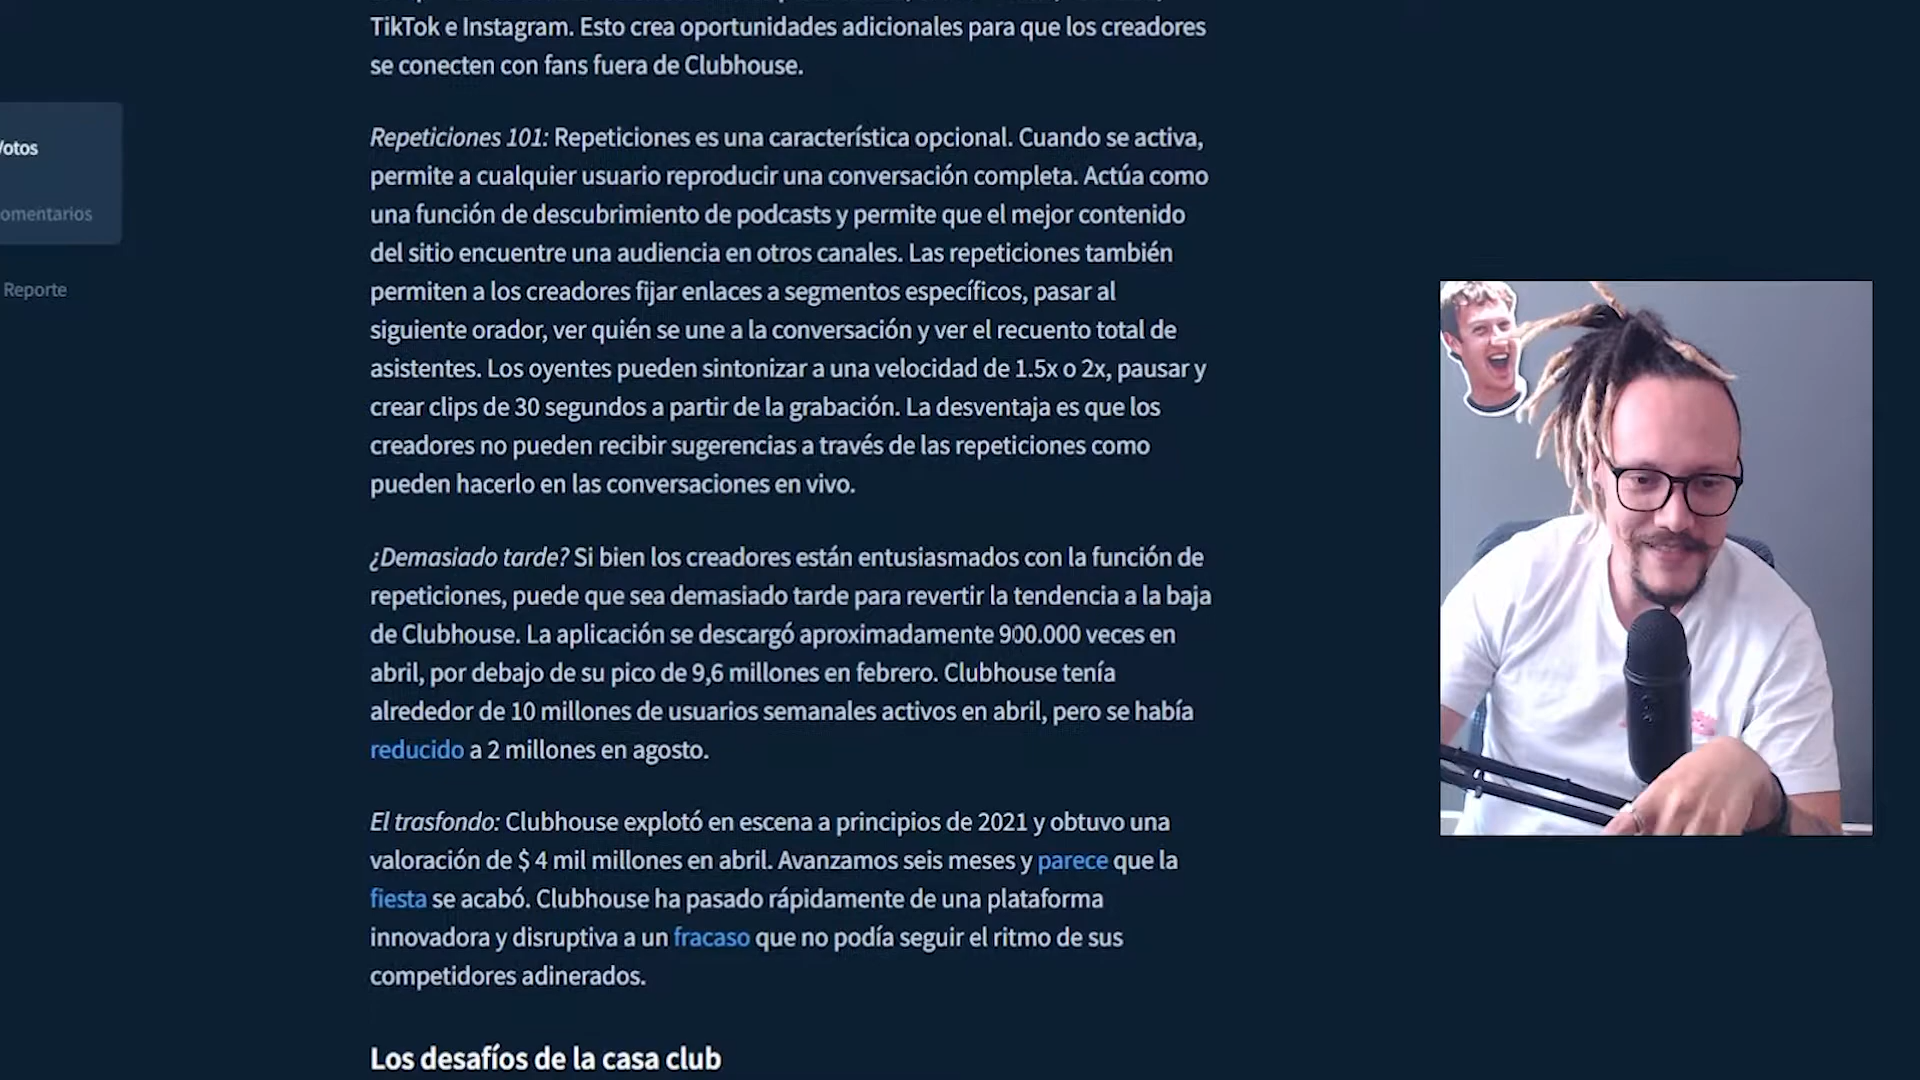 TikTok e Instagram. Esto crea oportunidades adicionales para que los creadores
se conecten con fans fuera de Clubhouse.
Votos
omentarios
Reporte
Repeticiones 101: Repeticiones es una característica opcional. Cuando se activa,
permite a cualquier usuario reproducir una conversación completa. Actúa como
una función de descubrimiento de podcasts y permite que el mejor contenido
del sitio encuentre una audiencia en otros canales. Las repeticiones también
permiten a los creadores fijar enlaces a segmentos específicos, pasar al
siguiente orador, ver quién se une a la conversación y ver el recuento total de
asistentes. Los oyentes pueden sintonizar a una velocidad de 1.5x o 2x, pausar y
crear clips de 30 segundos a partir de la grabación. La desventaja es que los
creadores no pueden recibir sugerencias a través de las repeticiones como
pueden hacerlo en las conversaciones en vivo.
¿Demasiado tarde? Si bien los creadores están entusiasmados con la función de
repeticiones, puede que sea demasiado tarde para revertir la tendencia a la baja
de Clubhouse. La aplicación se descargó aproximadamente 900.000 veces en
abril, por debajo de su pico de 9,6 millones en febrero. Clubhouse tenía
alrededor de 10 millones de usuarios semanales activos en abril, pero se había
reducido a 2 millones en agosto.
El trasfondo: Clubhouse explotó en escena a principios de 2021 y obtuvo una
valoración de $ 4 mil millones en abril. Avanzamos seis meses y parece que la
fiesta se acabó. Clubhouse ha pasado rápidamente de una plataforma
innovadora y disruptiva a un fracaso que no podía seguir el ritmo de sus
competidores adinerados.
Los desafíos de la casa club